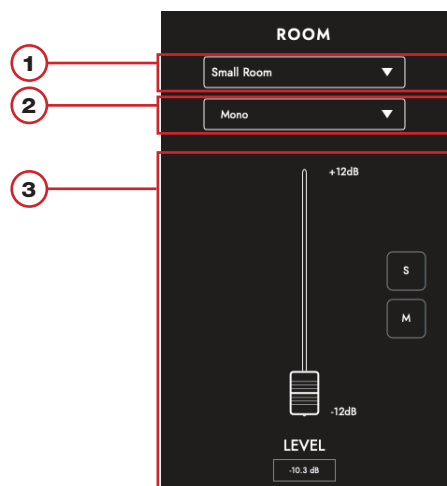 ROOM
1
Small Room
2
Mono
3
+12dB
S
M
-12dB
LEVEL
-10.3 dB